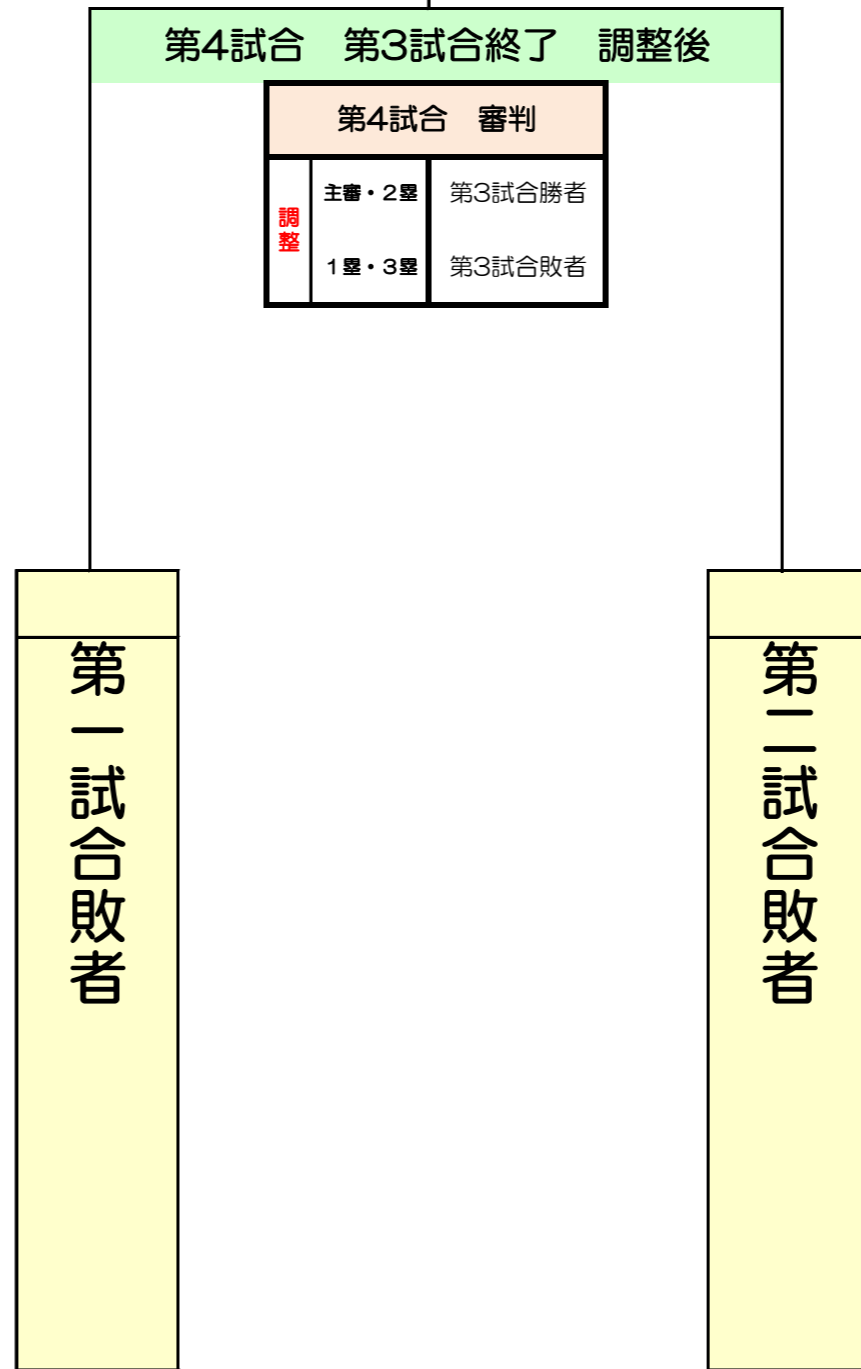 第4試合　第3試合終了　調整後
第4試合　審判
調整
主審・２塁
第3試合勝者
１塁・３塁
第3試合敗者
第一試合敗者
第二試合敗者